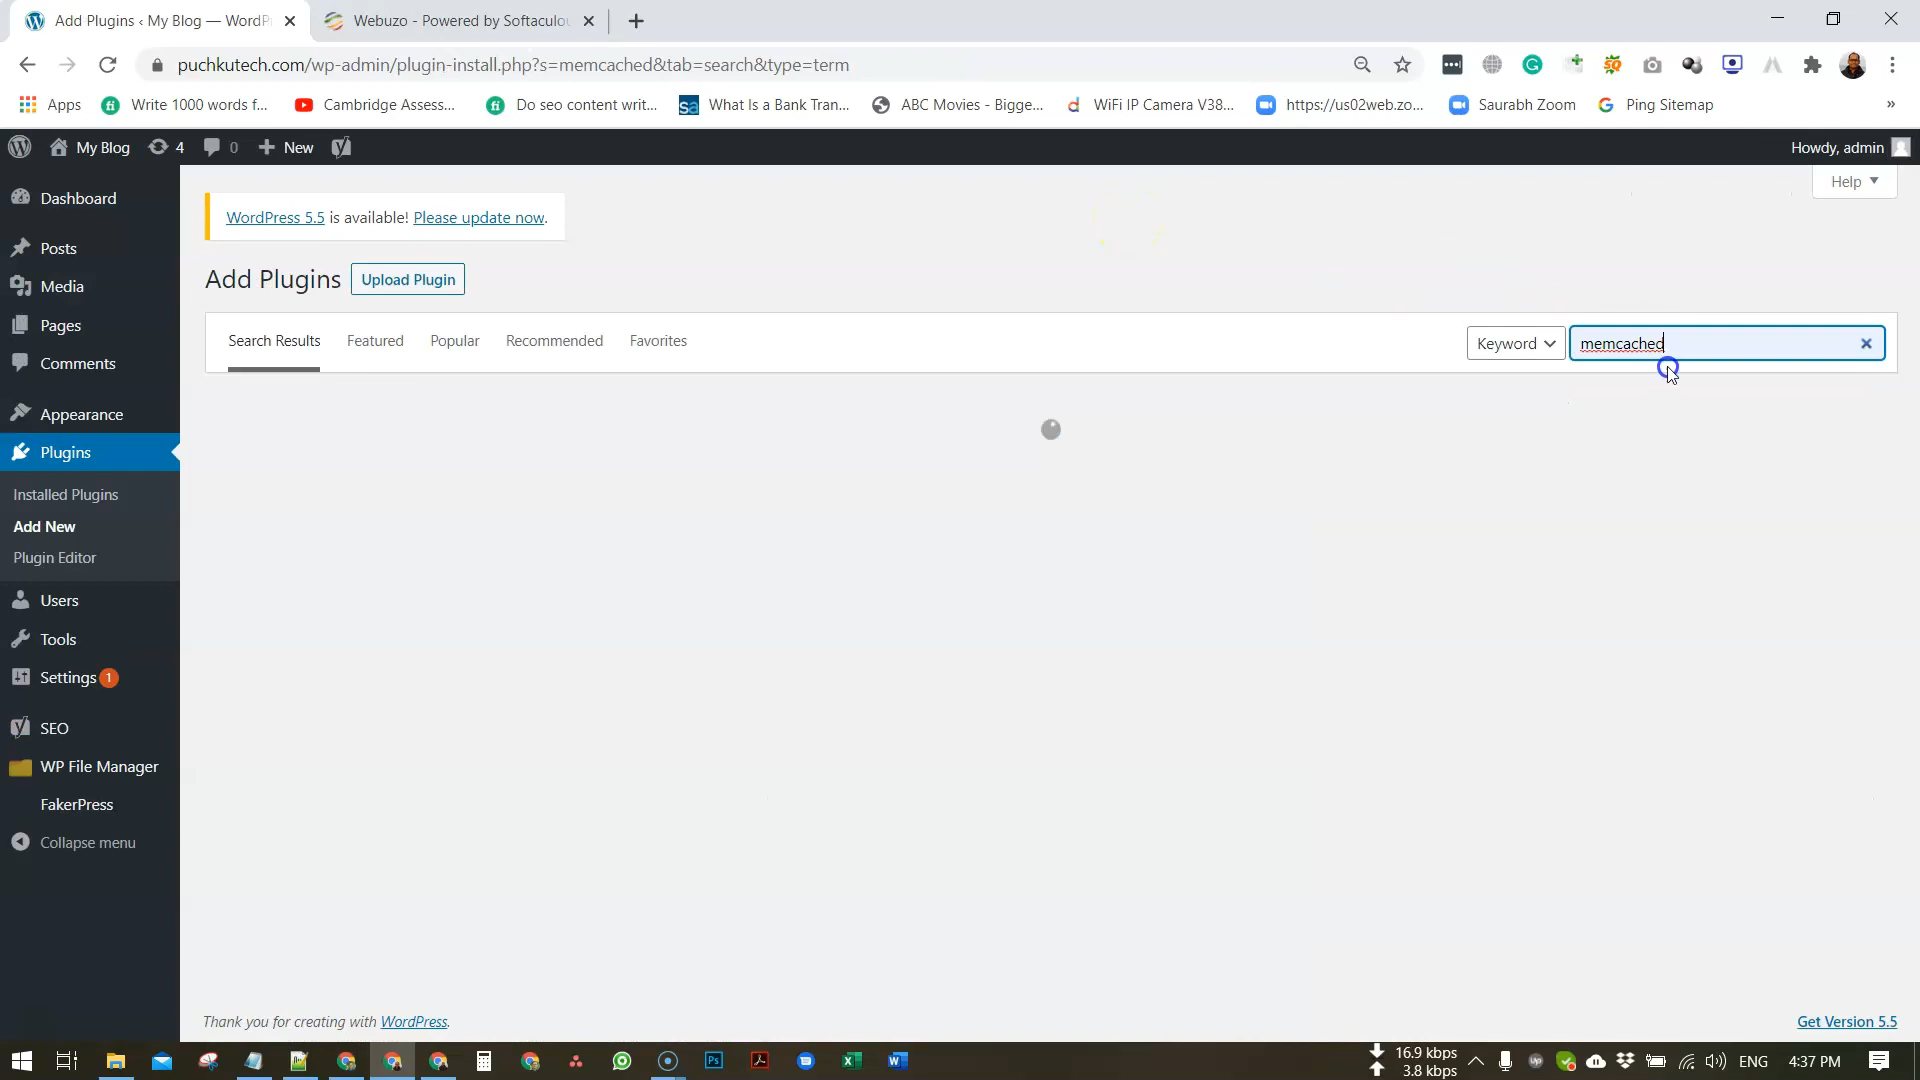 Add Plugins ‹ My Blog — WordP
Webuzo - Powered by Softaculou
puchkutech.com/wp-admin/plugin-install.php?s=memcached&tab=search&type=term
Apps
Write 1000 words f...
Cambridge Assess...
Do seo content writ...
What Is a Bank Tran...
ABC Movies - Bigge...
WiFi IP Camera V38...
https://us02web.zo...
Saurabh Zoom
Ping Sitemap
»
My Blog
4
0
New
Howdy, admin
Help
Dashboard
Posts
Media
Pages
Comments
Appearance
Plugins
Installed Plugins
Add New
Plugin Editor
Users
Tools
Settings 1
SEO
WP File Manager
FakerPress
Collapse menu
WordPress 5.5 is available! Please update now.
Add Plugins
Upload Plugin
Search Results
Featured
Popular
Recommended
Favorites
Keyword
memcached
Thank you for creating with WordPress.
Get Version 5.5
16.9 kbps
3.8 kbps
ENG
4:37 PM